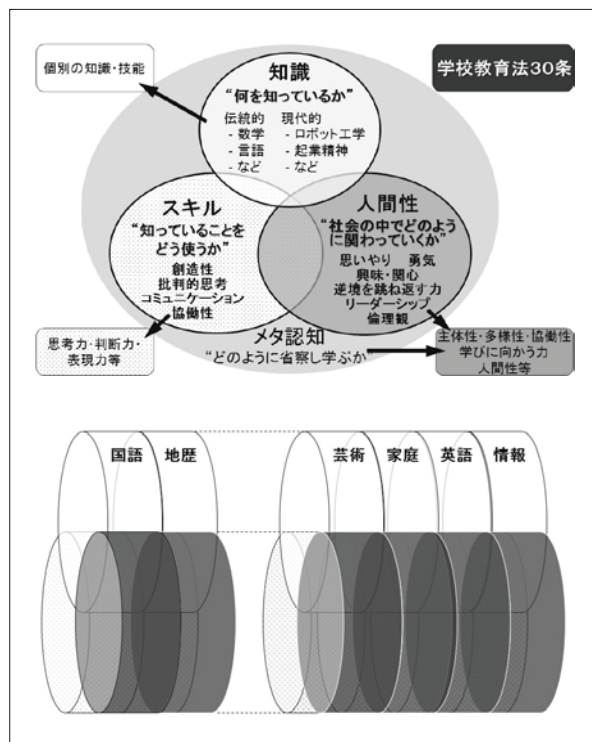 個別の知識・技能
学校教育法30条
知識
“何を知っているか”
伝統的 現代的
- 数学 - ロボット工学
- 言語 - 起業精神
- など - など
スキル
“知っていることを
どう使うか”
創造性
批判的思考
コミュニケーション
協働性
人間性
“社会の中でどのよう
に関わっていくか”
思いやり 勇気
興味・関心
逆境を跳ね返す力
リーダーシップ
倫理観
メタ認知
“どのように省察し学ぶか”
思考力・判断力・
表現力等
主体性・多様性・協働性
学びに向かう力
人間性等
国語 地歴 芸術 家庭 英語 情報